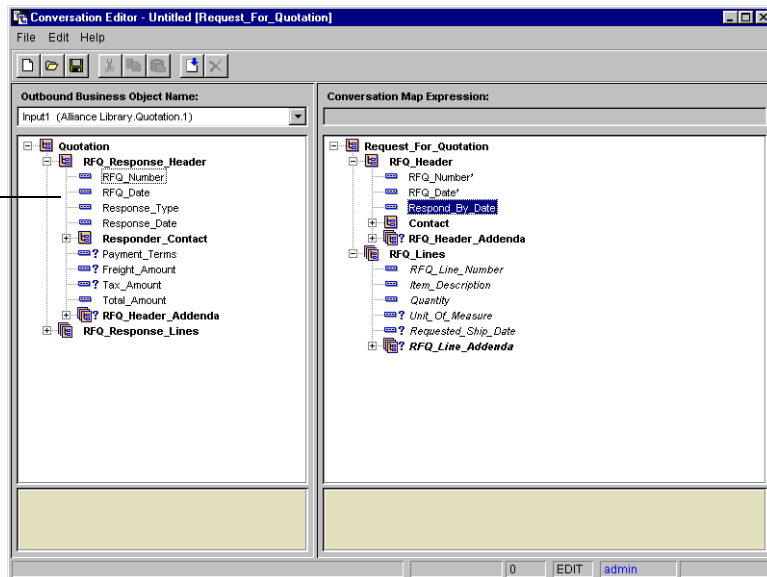 Conversation Editor - Untitled [Request_For_Quotation]
File Edit Help
Outbound Business Object Name:
Input1 (Alliance Library.Quotation.1)
Quotation
RFQ_Response_Header
RFQ_Number
RFQ_Date
Response_Type
Response_Date
Responder_Contact
? Payment_Terms
? Freight_Amount
? Tax_Amount
Total_Amount
? RFQ_Header_Addenda
RFQ_Response_Lines
Conversation Map Expression:
Request_For_Quotation
RFQ_Header
RFQ_Number*
RFQ_Date*
Respond_By_Date
Contact
? RFQ_Header_Addenda
RFQ_Lines
RFQ_Line_Number
Item_Description
Quantity
? Unit_Of_Measure
? Requested_Ship_Date
? RFQ_Line_Addenda
0 EDIT admin